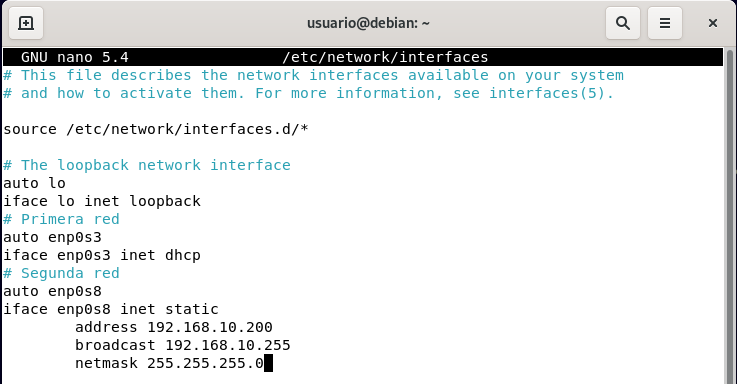 usuario@debian: ~
GNU nano 5.4 /etc/network/interfaces
# This file describes the network interfaces available on your system
# and how to activate them. For more information, see interfaces(5).
source /etc/network/interfaces.d/*
# The loopback network interface
auto lo
iface lo inet loopback
# Primera red
auto enp0s3
iface enp0s3 inet dhcp
# Segunda red
auto enp0s8
iface enp0s8 inet static
address 192.168.10.200
broadcast 192.168.10.255
netmask 255.255.255.0